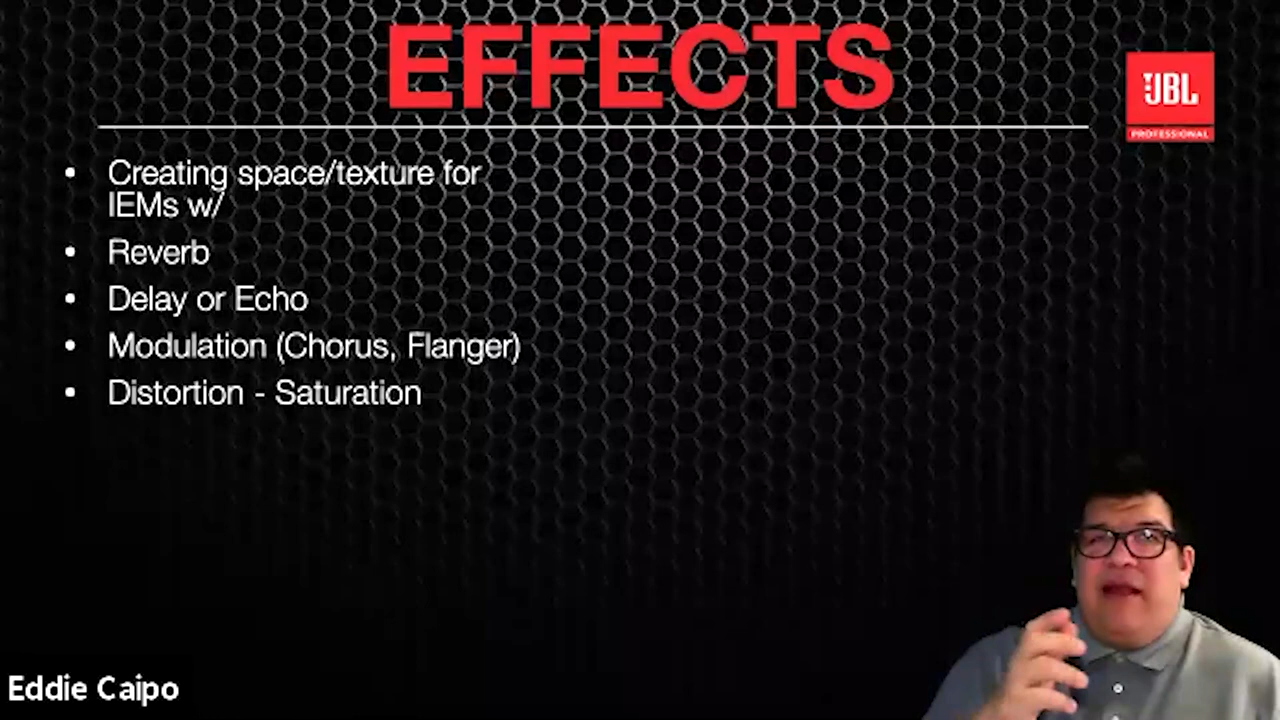 EFFECTS
JBL
PROFESSIONAL
• Creating space/texture for
IEMs w/
• Reverb
• Delay or Echo
• Modulation (Chorus, Flanger)
• Distortion - Saturation
Eddie Caipo